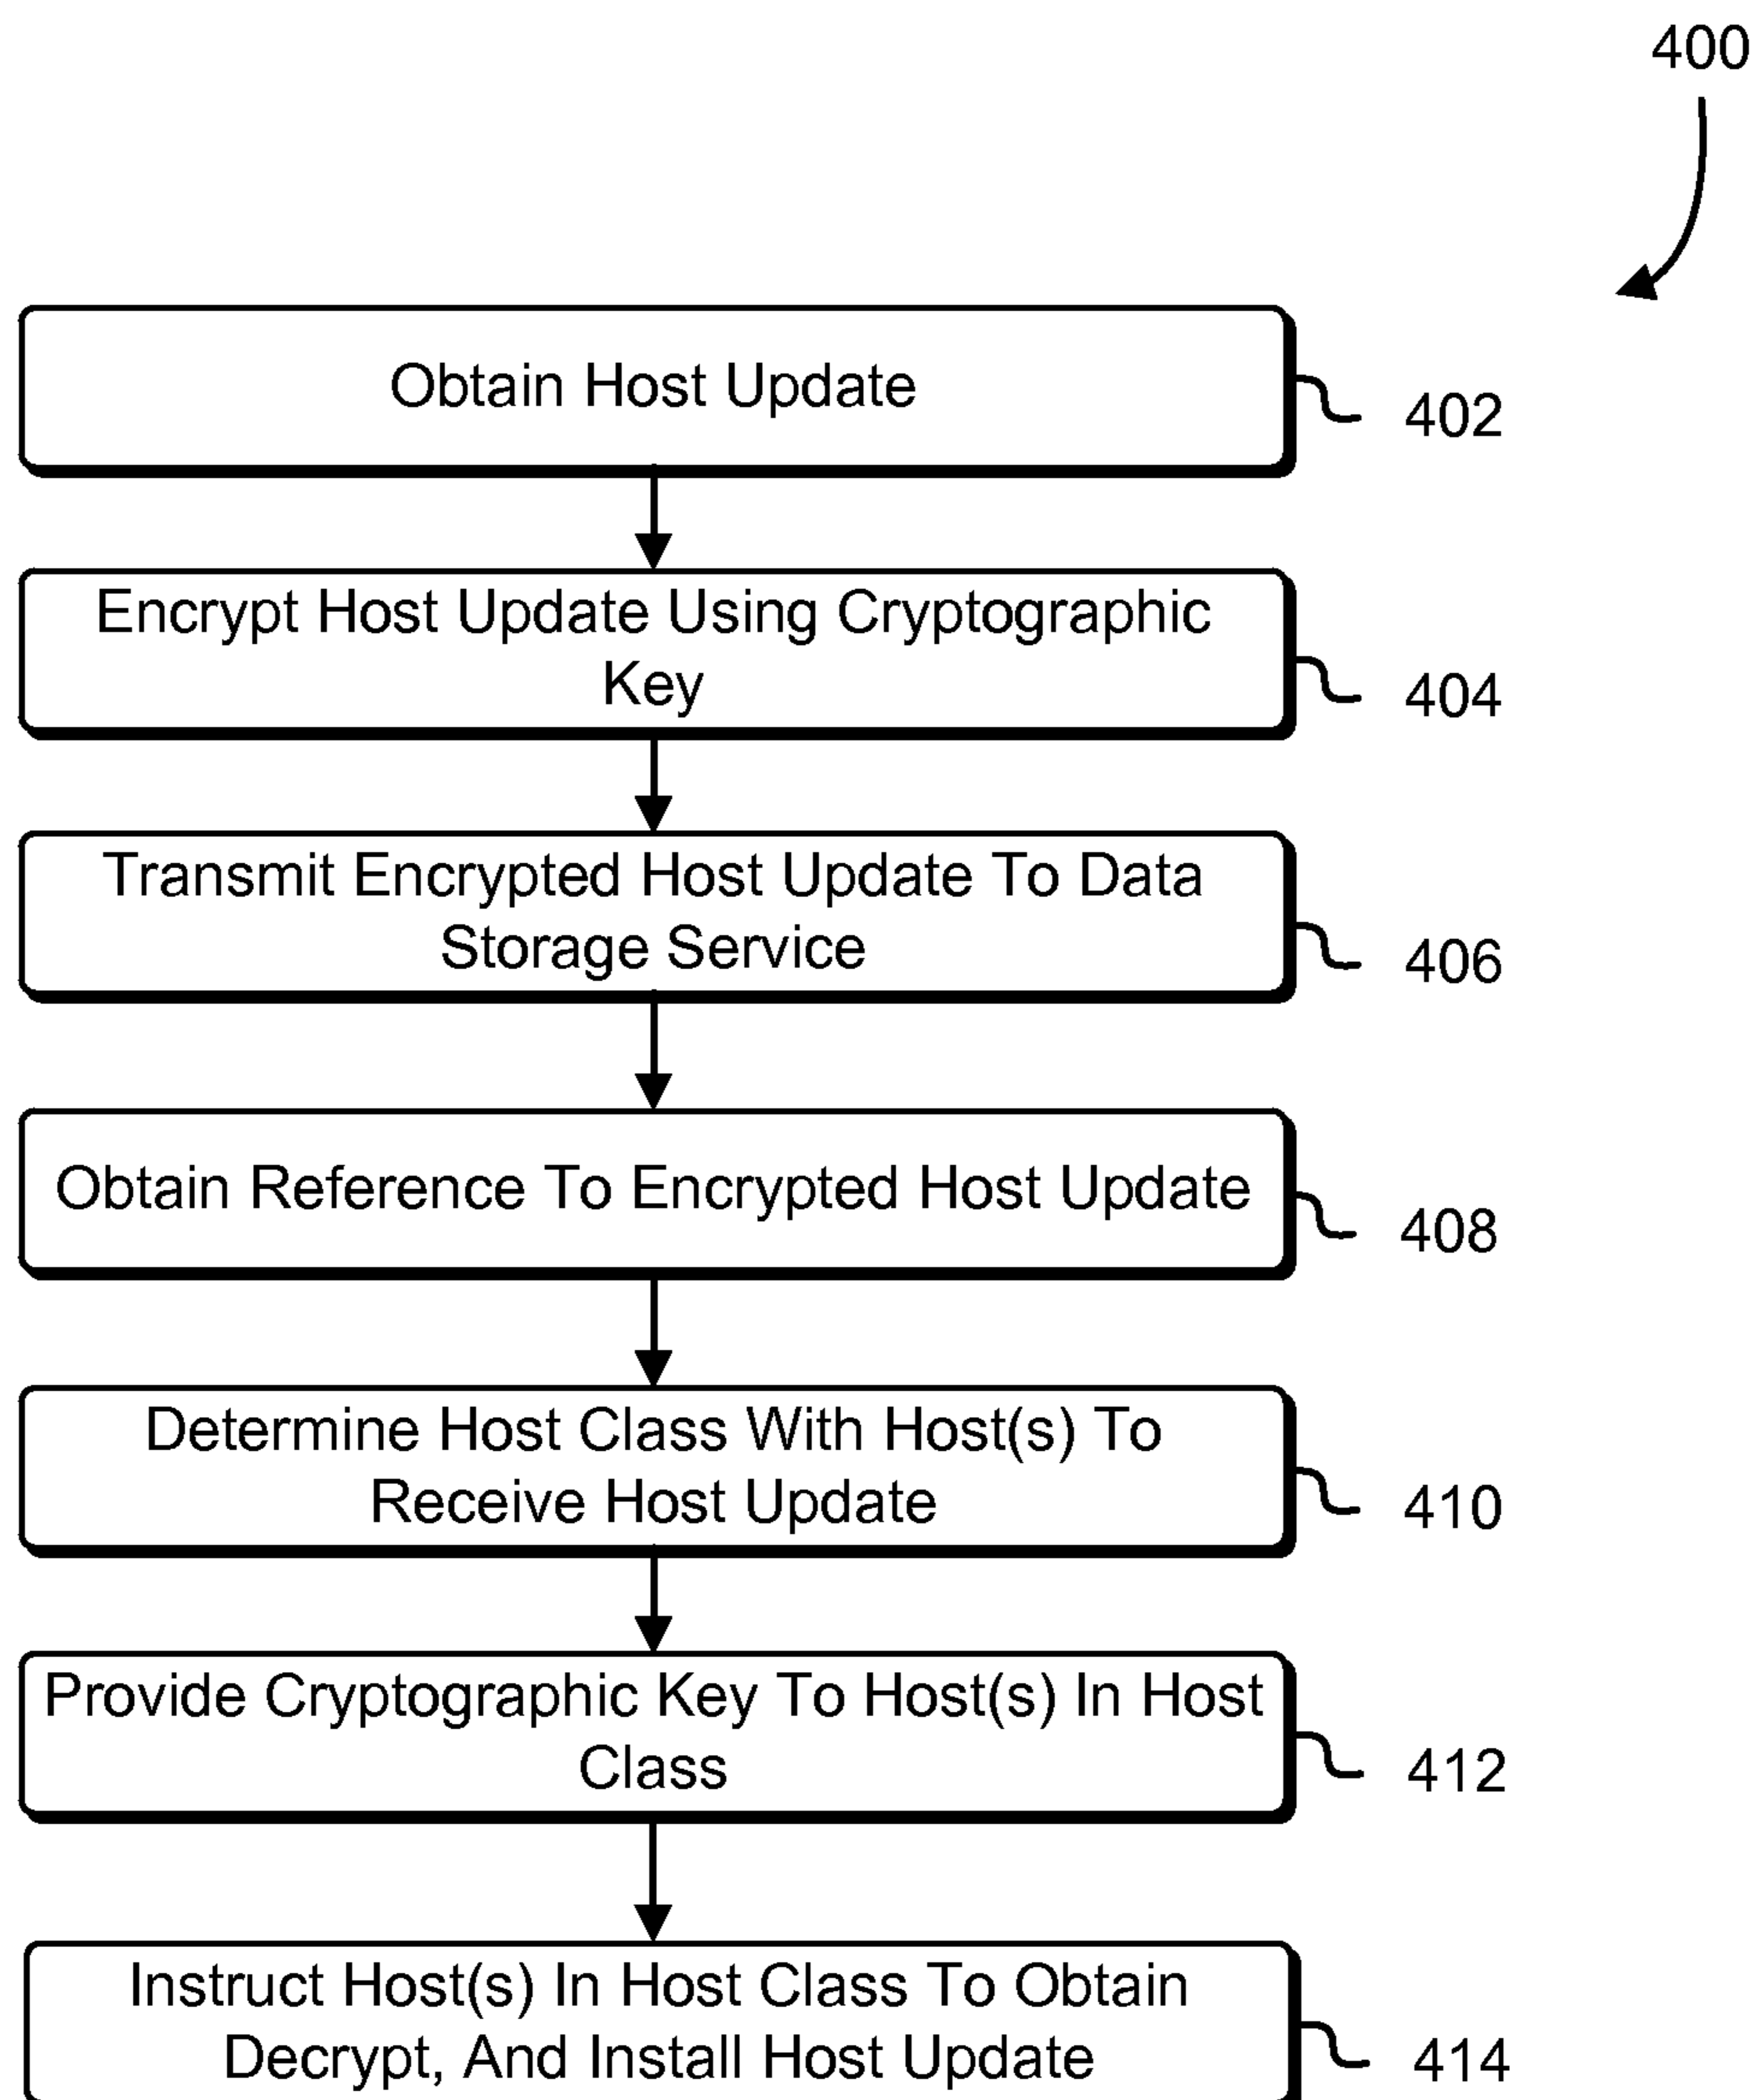 400
Obtain Host Update
402
Encrypt Host Update Using Cryptographic
Key
404
Transmit Encrypted Host Update To Data
Storage Service
406
Obtain Reference To Encrypted Host Update
408
Determine Host Class With Host(s) To
Receive Host Update
410
Provide Cryptographic Key To Host(s) In Host
Class
412
Instruct Host(s) In Host Class To Obtain
Decrypt, And Install Host Update
414